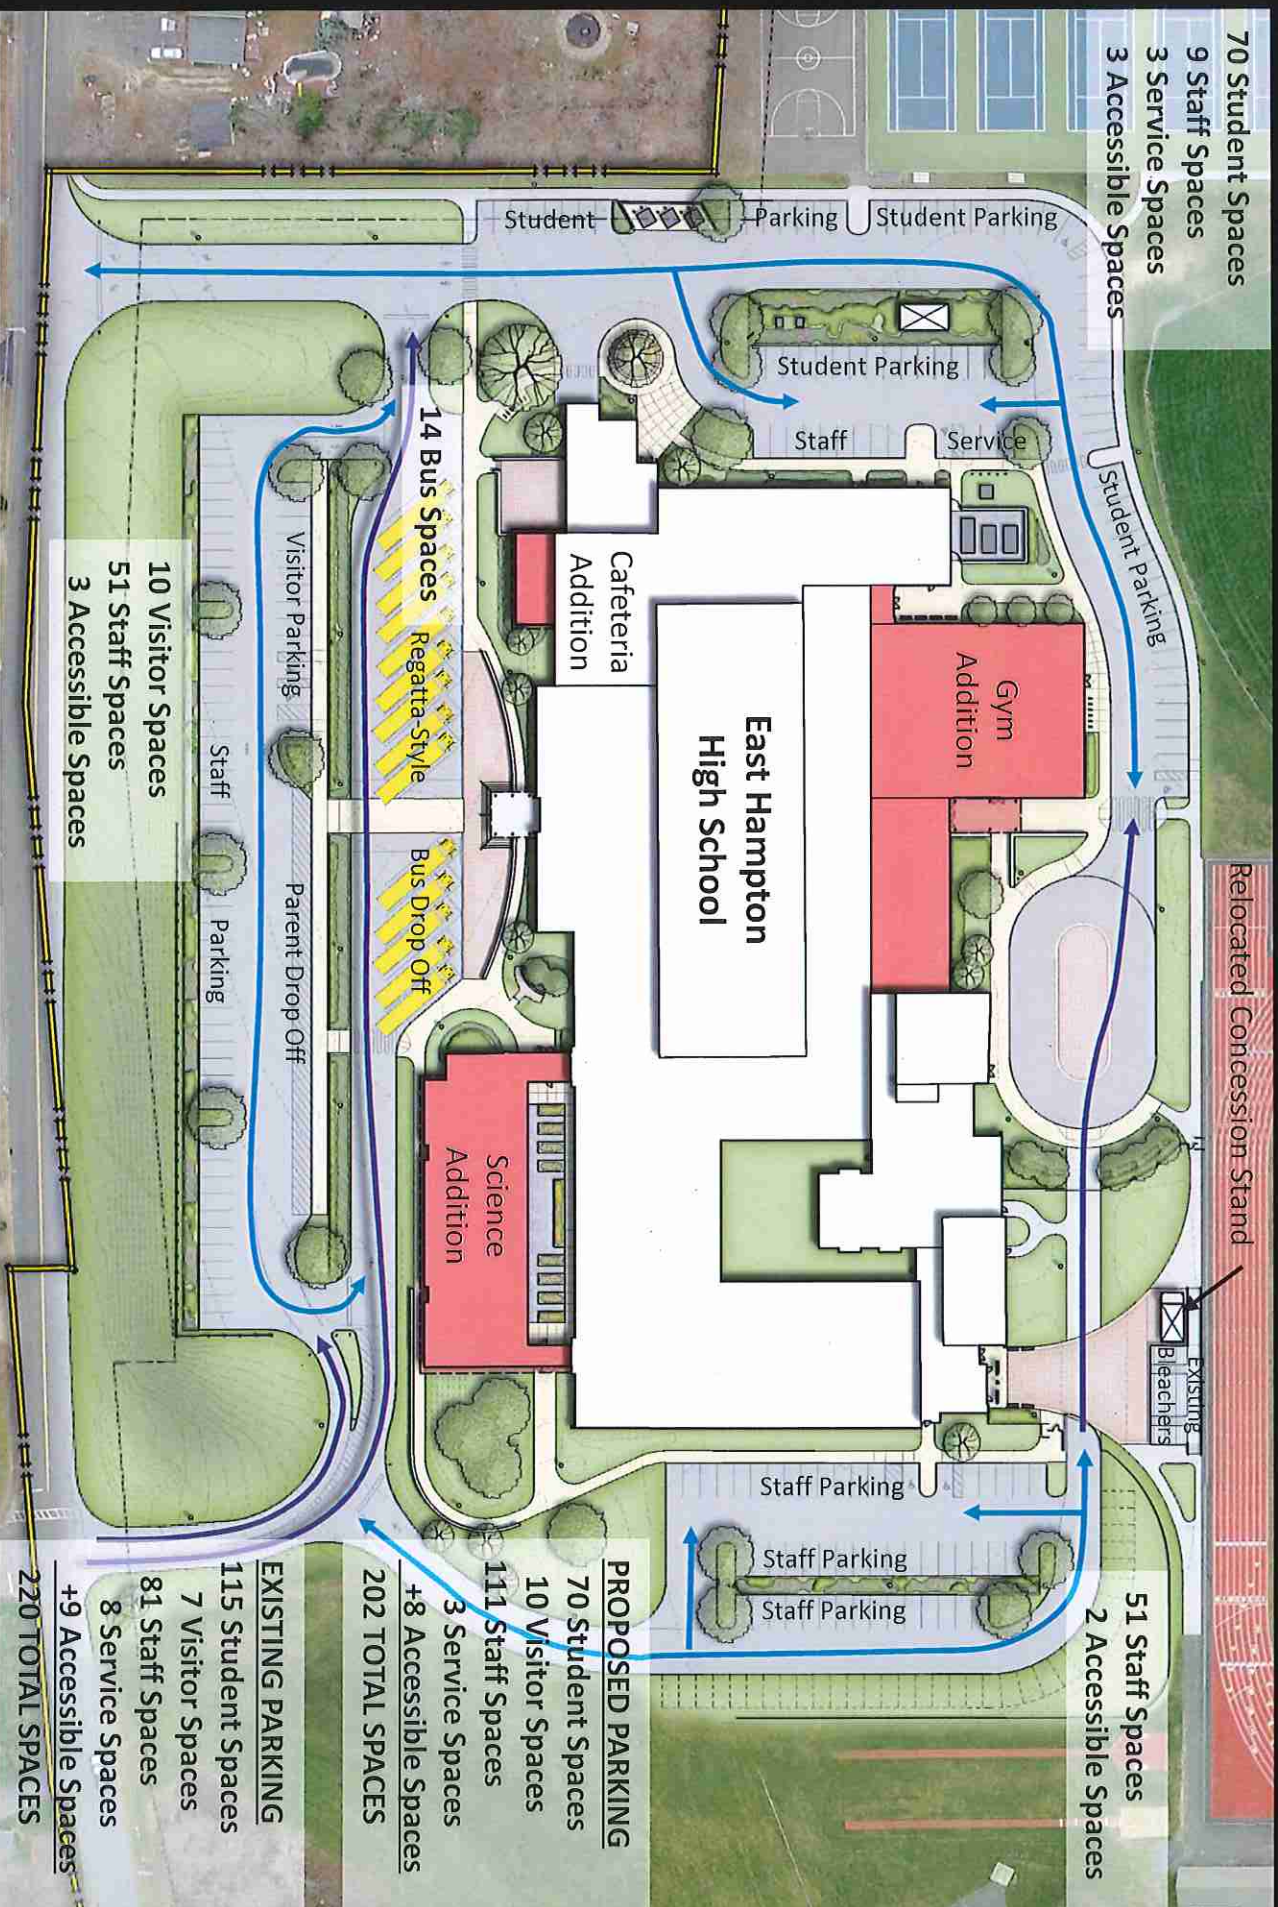 70 Student Spaces
9 Staff Spaces
3 Service Spaces
3 Accessible Spaces
Student
Parking
Student Parking
Student Parking
Staff
Service
Student Parking
14 Bus Spaces
Regatta-Style
Bus Drop Off
Visitor Parking
Parent Drop Off
Staff
Parking
10 Visitor Spaces
51 Staff Spaces
3 Accessible Spaces
Cafeteria
Addition
Gym
Addition
East Hampton
High School
Science
Addition
Relocated Concession Stand
Existing
Bleachers
Staff Parking
Staff Parking
Staff Parking
51 Staff Spaces
2 Accessible Spaces
PROPOSED PARKING
70 Student Spaces
10 Visitor Spaces
111 Staff Spaces
3 Service Spaces
+8 Accessible Spaces
202 TOTAL SPACES
EXISTING PARKING
115 Student Spaces
7 Visitor Spaces
81 Staff Spaces
8 Service Spaces
+9 Accessible Spaces
220 TOTAL SPACES